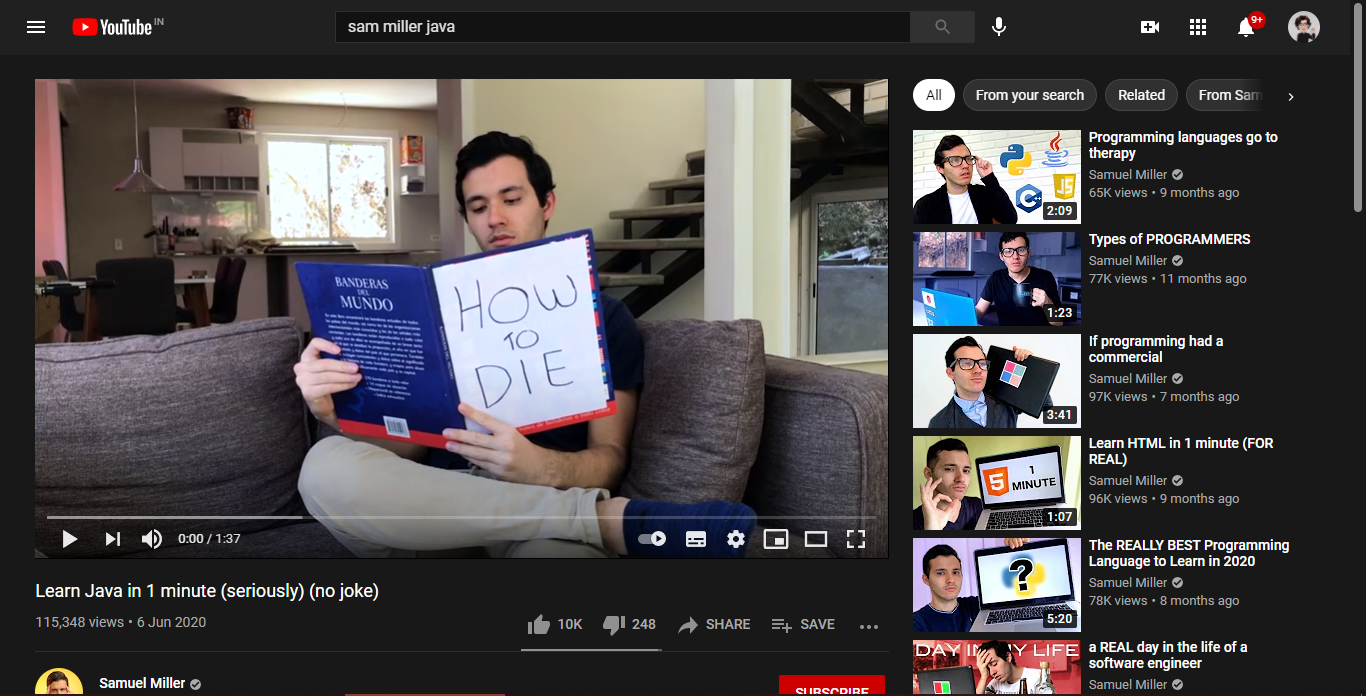 YouTube IN
sam miller java
9+
BANDERAS
DEL
MUNDO
HOW
TO
DIE
0:00 / 1:37
Learn Java in 1 minute (seriously) (no joke)
115,348 views • 6 Jun 2020
10K
248
SHARE
SAVE
Samuel Miller
SUBSCRIBE
All
From your search
Related
From Sam
2:09
Programming languages go to
therapy
Samuel Miller
65K views • 9 months ago
1:23
Types of PROGRAMMERS
Samuel Miller
77K views • 11 months ago
3:41
If programming had a
commercial
Samuel Miller
97K views • 7 months ago
5
1
MINUTE
1:07
Learn HTML in 1 minute (FOR
REAL)
Samuel Miller
96K views • 9 months ago
?
5:20
The REALLY BEST Programming
Language to Learn in 2020
Samuel Miller
78K views • 8 months ago
DAY IN MY LIFE
a REAL day in the life of a
software engineer
Samuel Miller